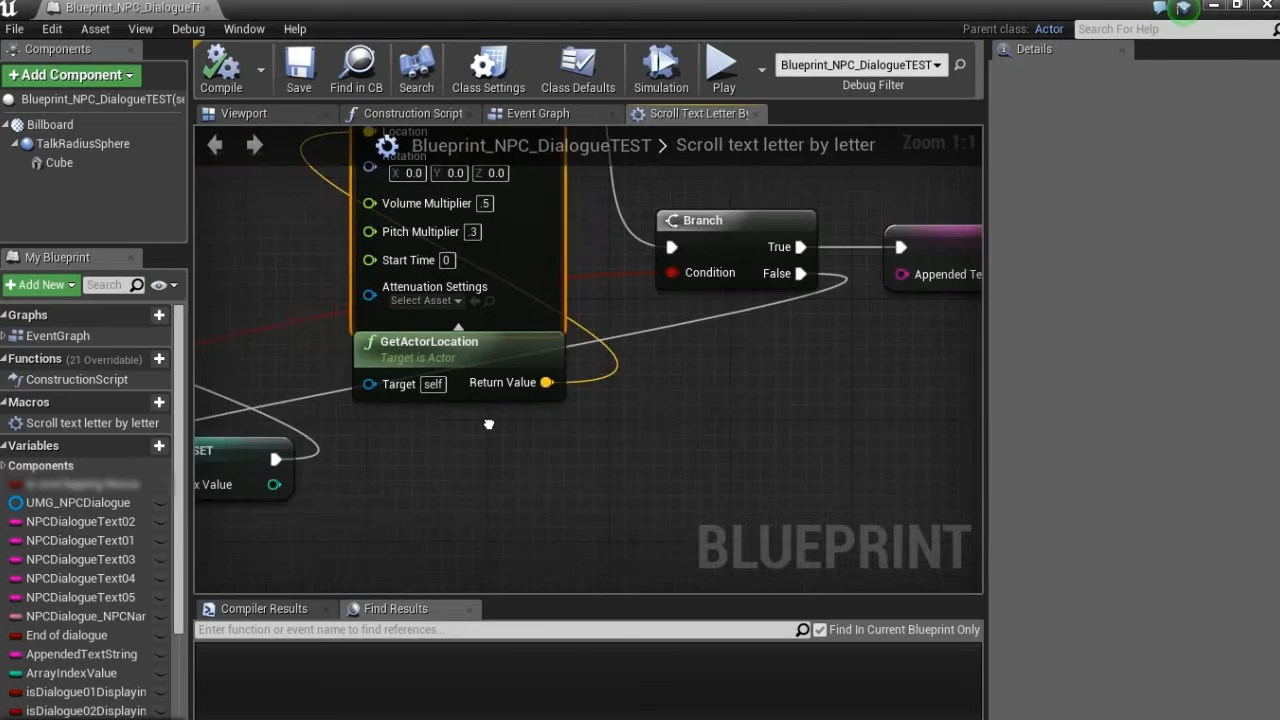 Blueprint_NPC_DialogueTE
File Edit Asset View Debug Window Help
Parent class: Actor
Search For Help
Components
Add Component
Blueprint_NPC_DialogueTEST(se
Billboard
TalkRadiusSphere
Cube
Compile
Save
Find in CB
Search
Class Settings
Class Defaults
Simulation
Play
Blueprint_NPC_DialogueTEST
Debug Filter
Details
Viewport
Construction Script
Event Graph
Scroll Text Letter By
Blueprint_NPC_DialogueTEST > Scroll text letter by letter
Zoom 1:1
Location
Rotation
X 0.0 Y 0.0 Z 0.0
Volume Multiplier .5
Pitch Multiplier .3
Start Time 0
Attenuation Settings
Select Asset
GetActorLocation
Target is Actor
Target self
Return Value
Branch
True
Condition
False
Appended Te
SET
x Value
BLUEPRINT
My Blueprint
Add New
Search
Graphs
EventGraph
Functions (21 Overridable)
ConstructionScript
Macros
Scroll text letter by letter
Variables
Components
UMG_NPCDialogue
NPCDialogueText02
NPCDialogueText01
NPCDialogueText03
NPCDialogueText04
NPCDialogueText05
NPCDialogue_NPCNar
End of dialogue
AppendedTextString
ArrayIndexValue
isDialogue01Displayin
isDialogue02Displayin
Compiler Results
Find Results
Enter function or event name to find references...
Find In Current Blueprint Only